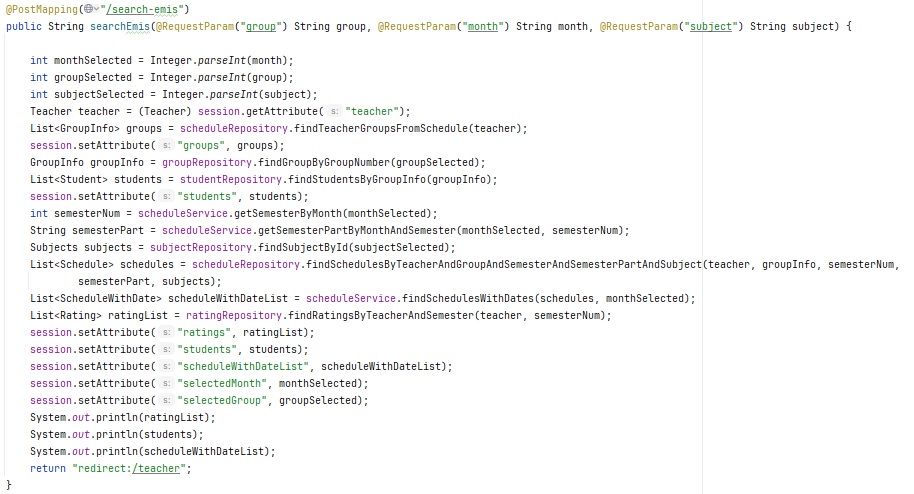 @PostMapping("/search-emis")
public String searchEmis(@RequestParam("group") String group, @RequestParam("month") String month, @RequestParam("subject") String subject) {
int monthSelected = Integer.parseInt(month);
int groupSelected = Integer.parseInt(group);
int subjectSelected = Integer.parseInt(subject);
Teacher teacher = (Teacher) session.getAttribute( s: "teacher");
List<GroupInfo> groups = scheduleRepository.findTeacherGroupsFromSchedule(teacher);
session.setAttribute( s: "groups", groups);
GroupInfo groupInfo = groupRepository.findGroupByGroupNumber(groupSelected);
List<Student> students = studentRepository.findStudentsByGroupInfo(groupInfo);
session.setAttribute( s: "students", students);
int semesterNum = scheduleService.getSemesterByMonth(monthSelected);
String semesterPart = scheduleService.getSemesterPartByMonthAndSemester(monthSelected, semesterNum);
Subjects subjects = subjectRepository.findSubjectById(subjectSelected);
List<Schedule> schedules = scheduleRepository.findSchedulesByTeacherAndGroupAndSemesterAndSemesterPartAndSubject(teacher, groupInfo, semesterNum,
semesterPart, subjects);
List<ScheduleWithDate> scheduleWithDateList = scheduleService.findSchedulesWithDates(schedules, monthSelected);
List<Rating> ratingList = ratingRepository.findRatingsByTeacherAndSemester(teacher, semesterNum);
session.setAttribute( s: "ratings", ratingList);
session.setAttribute( s: "students", students);
session.setAttribute( s: "scheduleWithDateList", scheduleWithDateList);
session.setAttribute( s: "selectedMonth", monthSelected);
session.setAttribute( s: "selectedGroup", groupSelected);
System.out.println(ratingList);
System.out.println(students);
System.out.println(scheduleWithDateList);
return "redirect:/teacher";
}